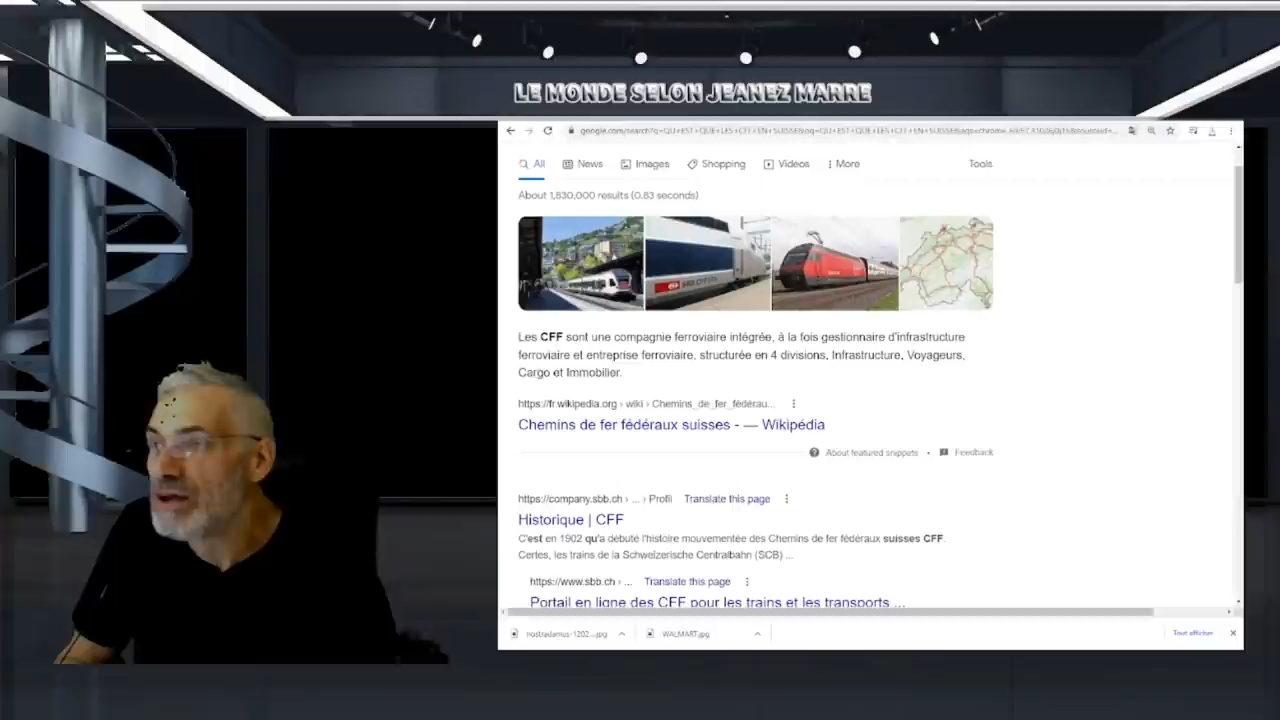 LE MONDE SELON JEANEZ MARRE
All News Images Shopping Videos More Tools
About 1,830,000 results (0.83 seconds)
Les CFF sont une compagnie ferroviaire intégrée, à la fois gestionnaire d'infrastructure
ferroviaire et entreprise ferroviaire, structurée en 4 divisions, Infrastructure, Voyageurs,
Cargo et Immobilier.
https://fr.wikipedia.org › wiki › Chemins_de_fer_fédérau...
Chemins de fer fédéraux suisses - — Wikipédia
About featured snippets • Feedback
https://company.sbb.ch › ... › Profil Translate this page
Historique | CFF
C'est en 1902 qu'a débuté l'histoire mouvementée des Chemins de fer fédéraux suisses CFF.
Certes, les trains de la Schweizerische Centralbahn (SCB) ...
https://www.sbb.ch › ... Translate this page
Portail en ligne des CFF pour les trains et les transports ...
nostradamus-1202...jpg WALMART.jpg Tout afficher